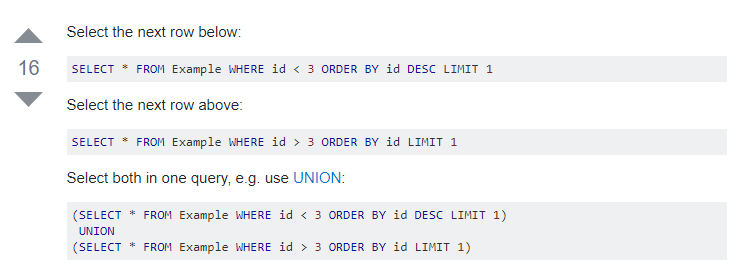 Select the next row below:
16
SELECT * FROM Example WHERE id < 3 ORDER BY id DESC LIMIT 1
Select the next row above:
SELECT * FROM Example WHERE id > 3 ORDER BY id LIMIT 1
Select both in one query, e.g. use UNION:
(SELECT * FROM Example WHERE id < 3 ORDER BY id DESC LIMIT 1)
UNION
(SELECT * FROM Example WHERE id > 3 ORDER BY id LIMIT 1)